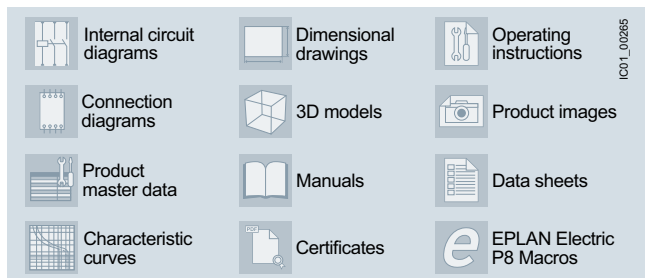 Internal circuit
diagrams
Dimensional
drawings
Operating
instructions
IC01_00265
Connection
diagrams
3D models
Product images
Product
master data
Manuals
Data sheets
Characteristic
curves
PDF
Certificates
e
EPLAN Electric
P8 Macros